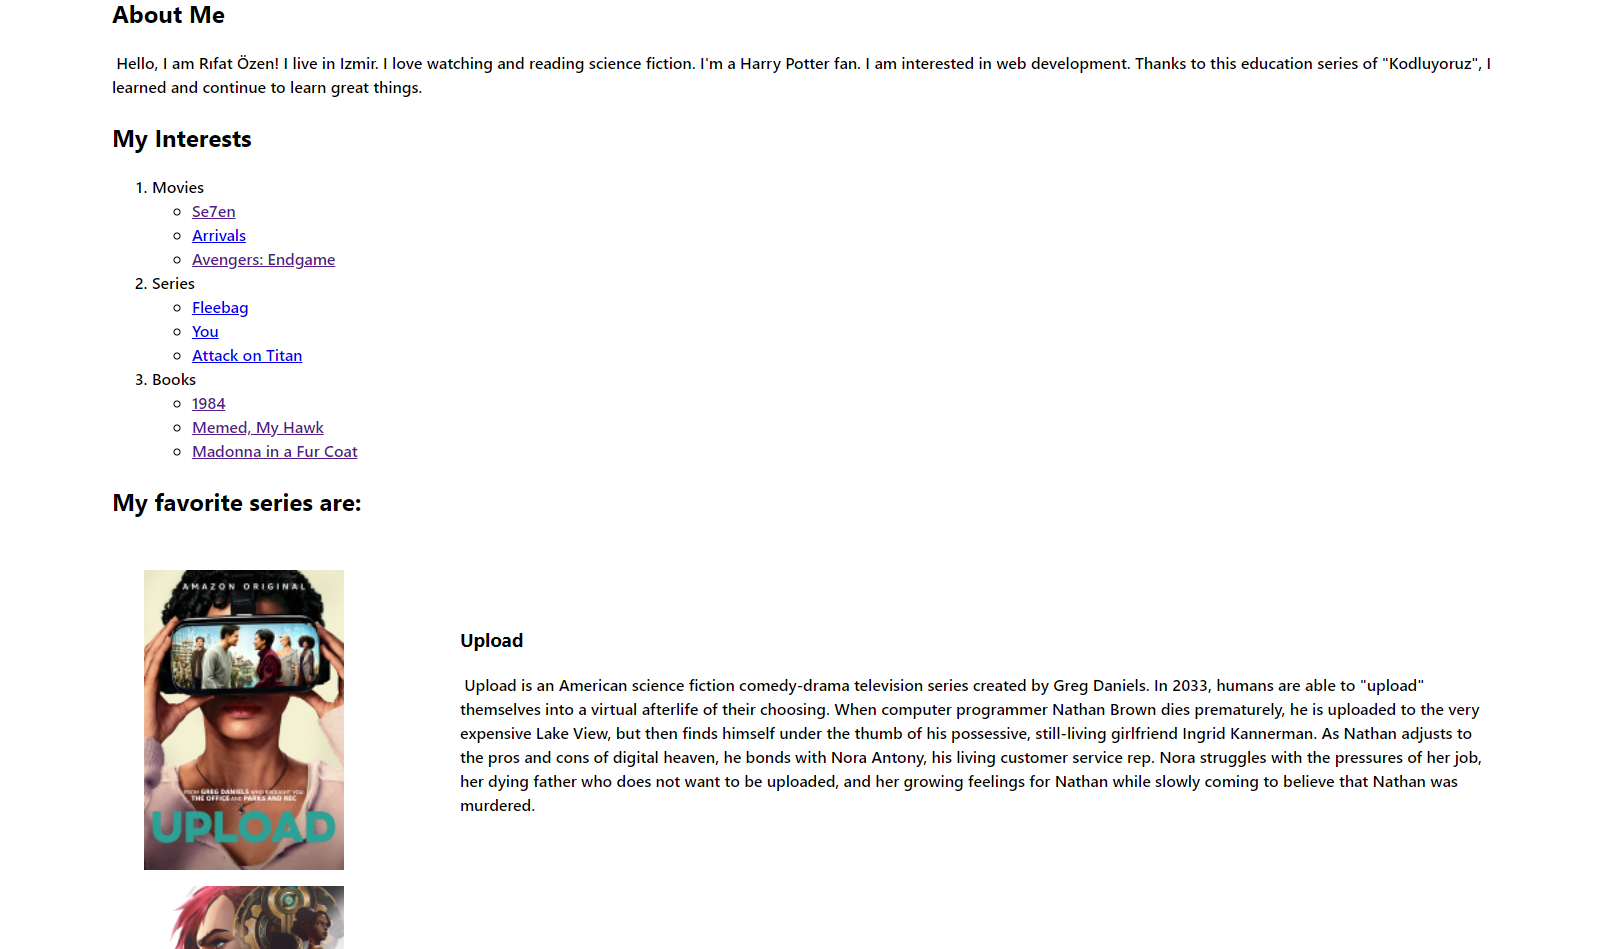 About Me
Hello, I am Rıfat Özen! I live in Izmir. I love watching and reading science fiction. I'm a Harry Potter fan. I am interested in web development. Thanks to this education series of "Kodluyoruz", I
learned and continue to learn great things.
My Interests
1. Movies
Se7en
Arrivals
Avengers: Endgame
2. Series
Fleebag
You
Attack on Titan
3. Books
1984
Memed, My Hawk
Madonna in a Fur Coat
My favorite series are:
AMAZON ORIGINAL
FROM GREG DANIELS WHO BROUGHT YOU
THE OFFICE AND PARKS AND REC
UPLOAD
Upload
Upload is an American science fiction comedy-drama television series created by Greg Daniels. In 2033, humans are able to "upload"
themselves into a virtual afterlife of their choosing. When computer programmer Nathan Brown dies prematurely, he is uploaded to the very
expensive Lake View, but then finds himself under the thumb of his possessive, still-living girlfriend Ingrid Kannerman. As Nathan adjusts to
the pros and cons of digital heaven, he bonds with Nora Antony, his living customer service rep. Nora struggles with the pressures of her job,
her dying father who does not want to be uploaded, and her growing feelings for Nathan while slowly coming to believe that Nathan was
murdered.